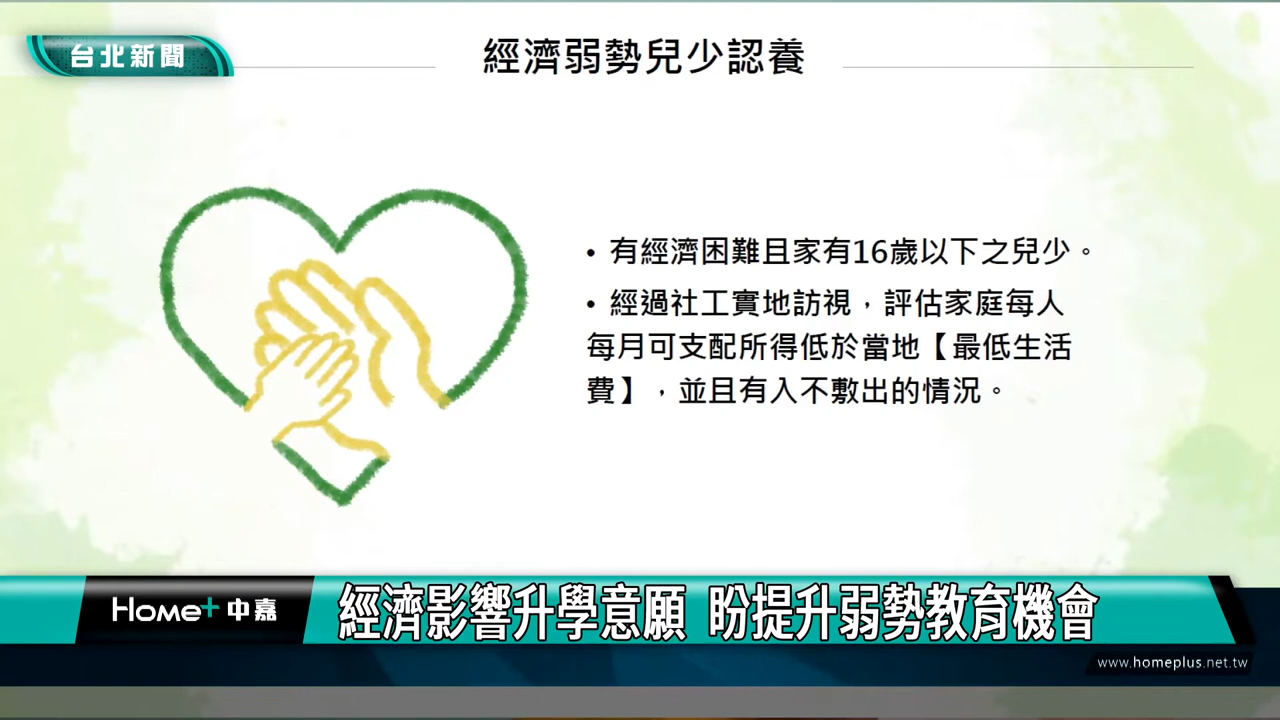 台北新聞
經濟弱勢兒少認養
• 有經濟困難且家有16歲以下之兒少。
• 經過社工實地訪視，評估家庭每人
每月可支配所得低於當地【最低生活
費】，並且有入不敷出的情況。
Home+中嘉
經濟影響升學意願 盼提升弱勢教育機會
www.homeplus.net.tw